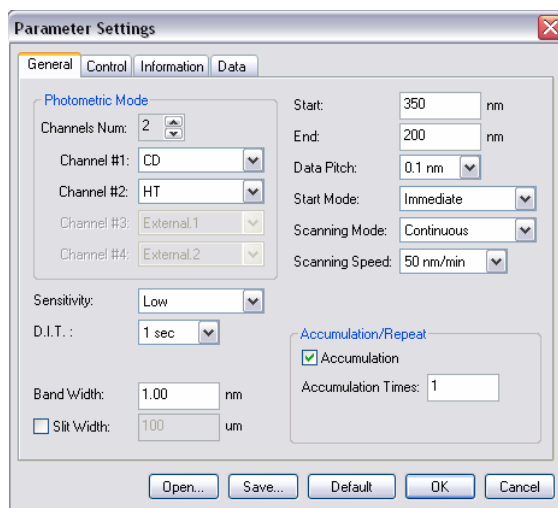 Parameter Settings
General Control Information Data
Photometric Mode
Channels Num: 2
Channel #1: CD
Channel #2: HT
Channel #3: External.1
Channel #4: External.2
Sensitivity: Low
D.I.T. : 1 sec
Band Width: 1.00 nm
Slit Width: 100 um
Start: 350 nm
End: 200 nm
Data Pitch: 0.1 nm
Start Mode: Immediate
Scanning Mode: Continuous
Scanning Speed: 50 nm/min
Accumulation/Repeat
Accumulation
Accumulation Times: 1
Open... Save... Default OK Cancel